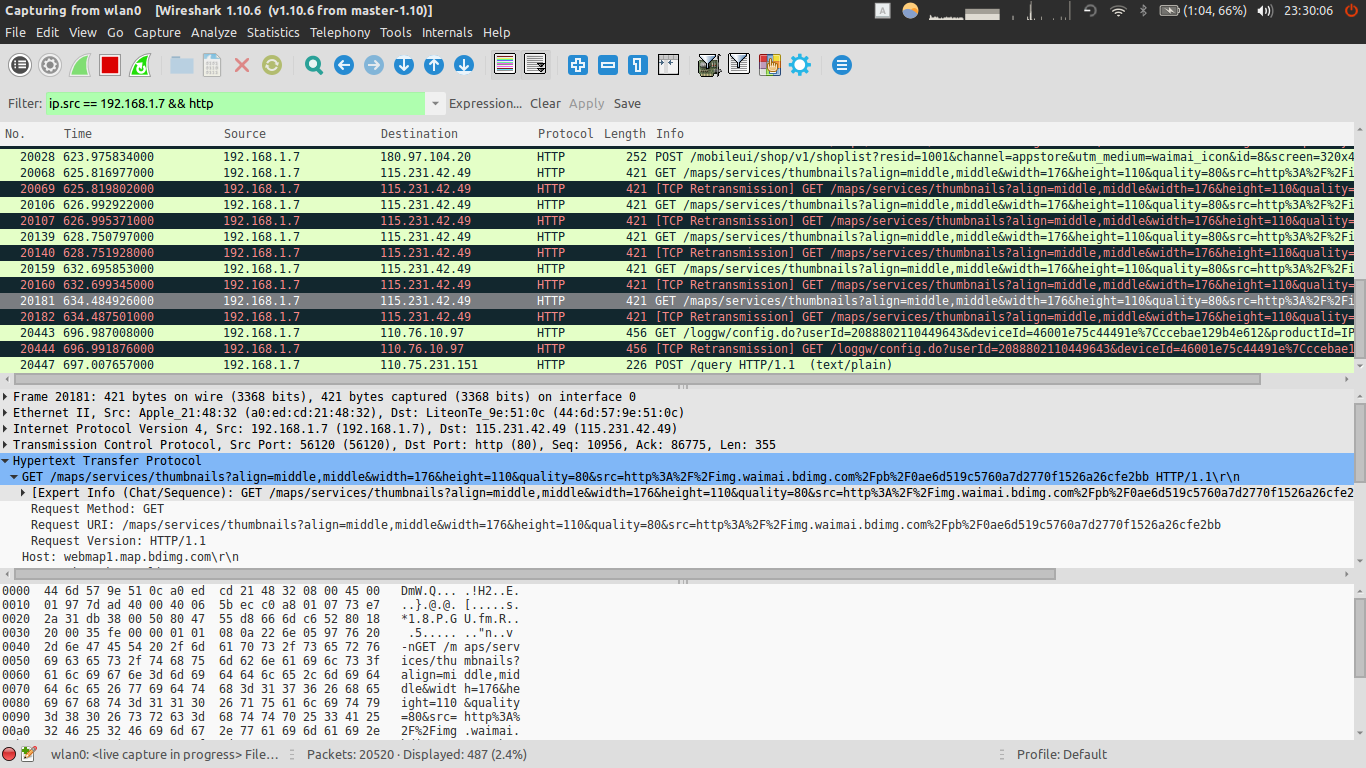 Capturing from wlan0 [Wireshark 1.10.6 (v1.10.6 from master-1.10)]
A
(1:04, 66%)
23:30:06
File Edit View Go Capture Analyze Statistics Telephony Tools Internals Help
Filter: ip.src == 192.168.1.7 && http Expression... Clear Apply Save
No. Time Source Destination Protocol Length Info
20028 623.975834000 192.168.1.7 180.97.104.20 HTTP 252 POST /mobileui/shop/v1/shoplist?resid=1001&channel=appstore&utm_medium=waimai_icon&id=8&screen=320x4
20068 625.816977000 192.168.1.7 115.231.42.49 HTTP 421 GET /maps/services/thumbnails?align=middle,middle&width=176&height=110&quality=80&src=http%3A%2F%2Fi
20069 625.819802000 192.168.1.7 115.231.42.49 HTTP 421 [TCP Retransmission] GET /maps/services/thumbnails?align=middle,middle&width=176&height=110&quality=
20106 626.992922000 192.168.1.7 115.231.42.49 HTTP 421 GET /maps/services/thumbnails?align=middle,middle&width=176&height=110&quality=80&src=http%3A%2F%2Fi
20107 626.995371000 192.168.1.7 115.231.42.49 HTTP 421 [TCP Retransmission] GET /maps/services/thumbnails?align=middle,middle&width=176&height=110&quality=
20139 628.750797000 192.168.1.7 115.231.42.49 HTTP 421 GET /maps/services/thumbnails?align=middle,middle&width=176&height=110&quality=80&src=http%3A%2F%2Fi
20140 628.751928000 192.168.1.7 115.231.42.49 HTTP 421 [TCP Retransmission] GET /maps/services/thumbnails?align=middle,middle&width=176&height=110&quality=
20159 632.695853000 192.168.1.7 115.231.42.49 HTTP 421 GET /maps/services/thumbnails?align=middle,middle&width=176&height=110&quality=80&src=http%3A%2F%2Fi
20160 632.699345000 192.168.1.7 115.231.42.49 HTTP 421 [TCP Retransmission] GET /maps/services/thumbnails?align=middle,middle&width=176&height=110&quality=
20181 634.484926000 192.168.1.7 115.231.42.49 HTTP 421 GET /maps/services/thumbnails?align=middle,middle&width=176&height=110&quality=80&src=http%3A%2F%2Fi
20182 634.487501000 192.168.1.7 115.231.42.49 HTTP 421 [TCP Retransmission] GET /maps/services/thumbnails?align=middle,middle&width=176&height=110&quality=
20443 696.987008000 192.168.1.7 110.76.10.97 HTTP 456 GET /loggw/config.do?userId=2088802110449643&deviceId=46001e75c44491e%7Cccebae129b4e612&productId=IP
20444 696.991876000 192.168.1.7 110.76.10.97 HTTP 456 [TCP Retransmission] GET /loggw/config.do?userId=2088802110449643&deviceId=46001e75c44491e%7Cccebae1
20447 697.007657000 192.168.1.7 110.75.231.151 HTTP 226 POST /query HTTP/1.1 (text/plain)
Frame 20181: 421 bytes on wire (3368 bits), 421 bytes captured (3368 bits) on interface 0
Ethernet II, Src: Apple_21:48:32 (a0:ed:cd:21:48:32), Dst: LiteonTe_9e:51:0c (44:6d:57:9e:51:0c)
Internet Protocol Version 4, Src: 192.168.1.7 (192.168.1.7), Dst: 115.231.42.49 (115.231.42.49)
Transmission Control Protocol, Src Port: 56120 (56120), Dst Port: http (80), Seq: 10956, Ack: 86775, Len: 355
Hypertext Transfer Protocol
GET /maps/services/thumbnails?align=middle,middle&width=176&height=110&quality=80&src=http%3A%2F%2Fimg.waimai.bdimg.com%2Fpb%2F0ae6d519c5760a7d2770f1526a26cfe2bb HTTP/1.1\r\n
[Expert Info (Chat/Sequence): GET /maps/services/thumbnails?align=middle,middle&width=176&height=110&quality=80&src=http%3A%2F%2Fimg.waimai.bdimg.com%2Fpb%2F0ae6d519c5760a7d2770f1526a26cfe2
Request Method: GET
Request URI: /maps/services/thumbnails?align=middle,middle&width=176&height=110&quality=80&src=http%3A%2F%2Fimg.waimai.bdimg.com%2Fpb%2F0ae6d519c5760a7d2770f1526a26cfe2bb
Request Version: HTTP/1.1
Host: webmap1.map.bdimg.com\r\n
0000 44 6d 57 9e 51 0c a0 ed cd 21 48 32 08 00 45 00 DmW.Q... .!H2..E.
0010 01 97 7d ad 40 00 40 06 5b ec c0 a8 01 07 73 e7 ..}.@.@. [.....s.
0020 2a 31 db 38 00 50 80 47 55 d8 66 6d c6 52 80 18 *1.8.P.G U.fm.R..
0030 20 00 35 fe 00 00 01 01 08 0a 22 6e 05 97 76 20 .5..... .."n..v
0040 2d 6e 47 45 54 20 2f 6d 61 70 73 2f 73 65 72 76 -nGET /m aps/serv
0050 69 63 65 73 2f 74 68 75 6d 62 6e 61 69 6c 73 3f ices/thu mbnails?
0060 61 6c 69 67 6e 3d 6d 69 64 64 6c 65 2c 6d 69 64 align=mi ddle,mid
0070 64 6c 65 26 77 69 64 74 68 3d 31 37 36 26 68 65 dle&widt h=176&he
0080 69 67 68 74 3d 31 31 30 26 71 75 61 6c 69 74 79 ight=110 &quality
0090 3d 38 30 26 73 72 63 3d 68 74 74 70 25 33 41 25 =80&src= http%3A%
00a0 32 46 25 32 46 69 6d 67 2e 77 61 69 6d 61 69 2e 2F%2Fimg .waimai.
wlan0: <live capture in progress> File... Packets: 20520 · Displayed: 487 (2.4%) Profile: Default